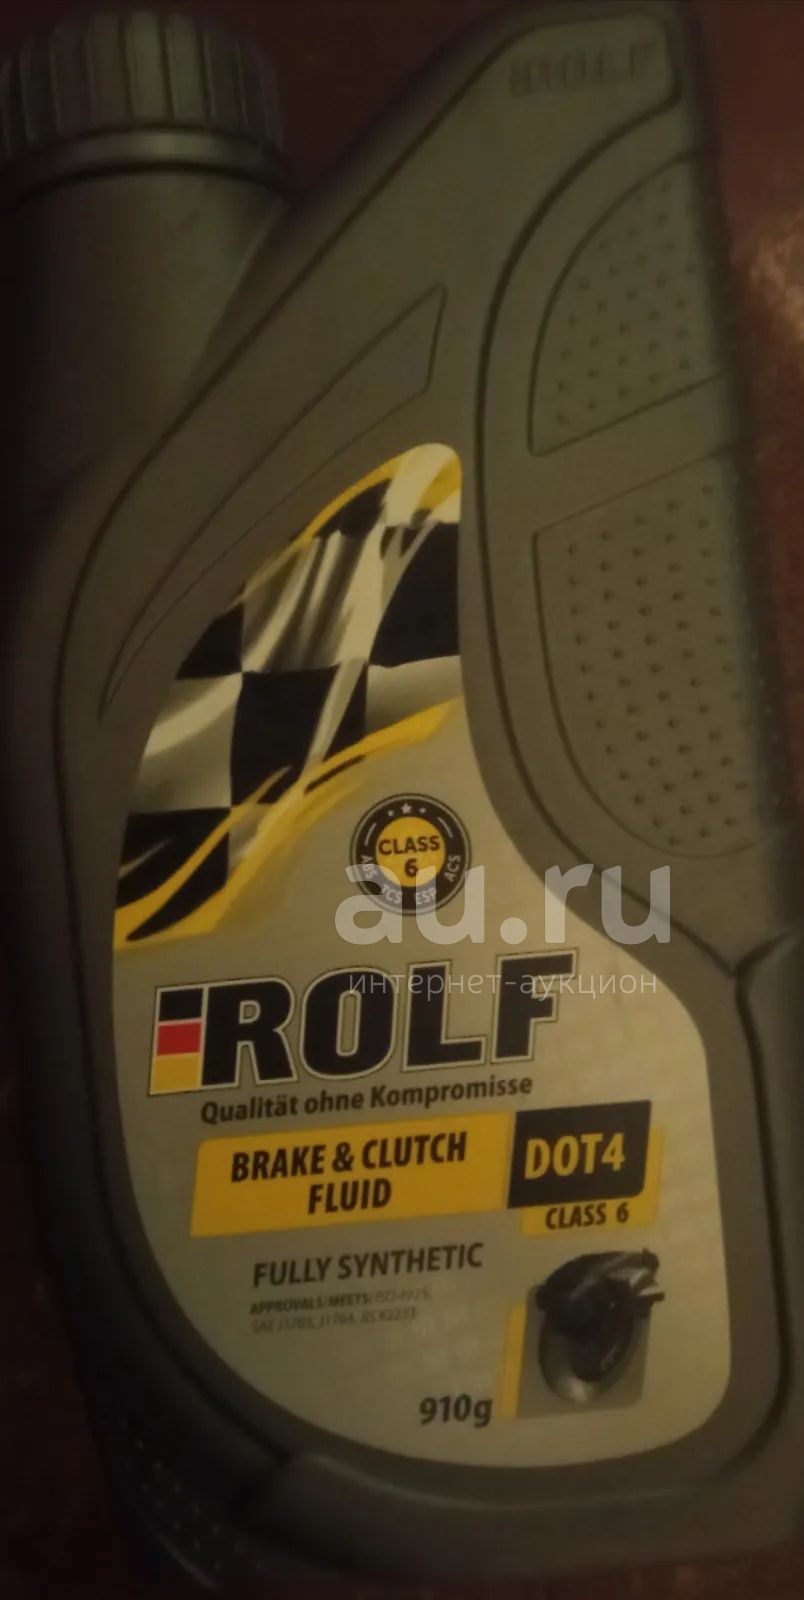 ROLF
CLASS
6
ABS TCS ESP ACS
au.ru
интернет-аукцион
ROLF
Qualität ohne Kompromisse
BRAKE & CLUTCH
FLUID
DOT4
CLASS 6
FULLY SYNTHETIC
APPROVALS/MEETS: ISO 4925,
SAE J1703, J1704, JIS K2233
910g